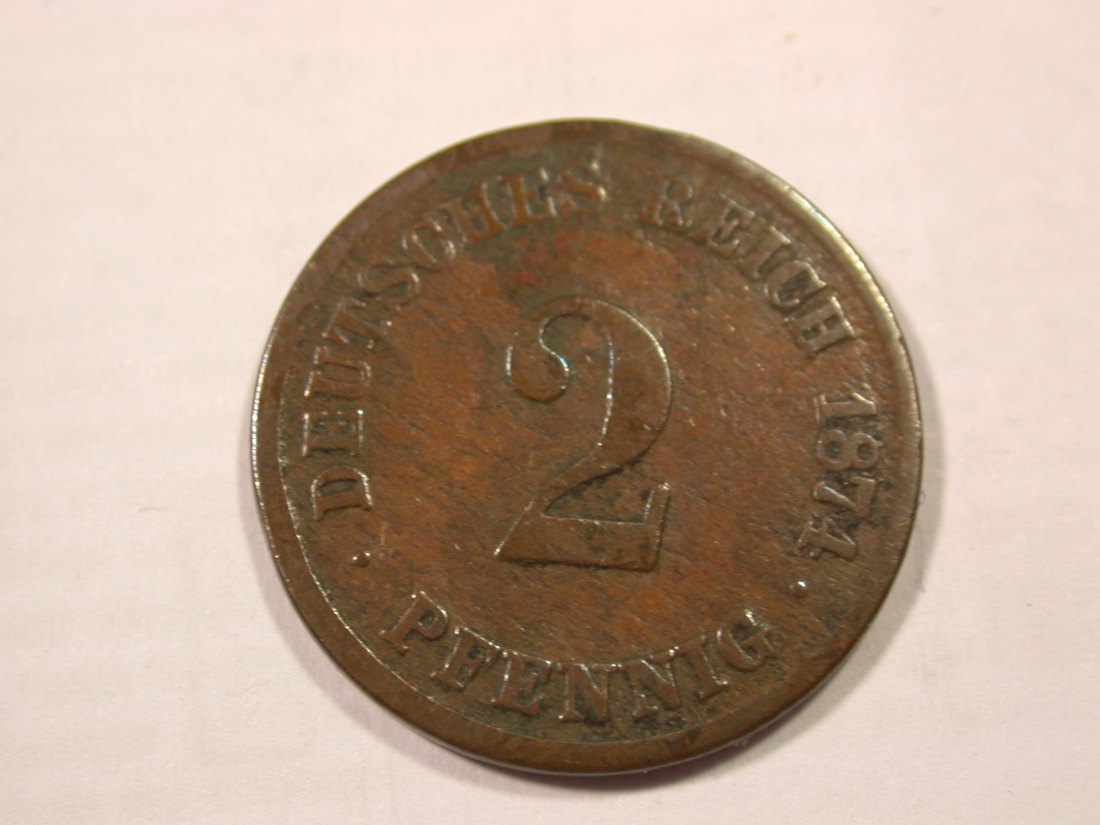 DEUTSCHES REICH 1874
2
· PFENNIG ·